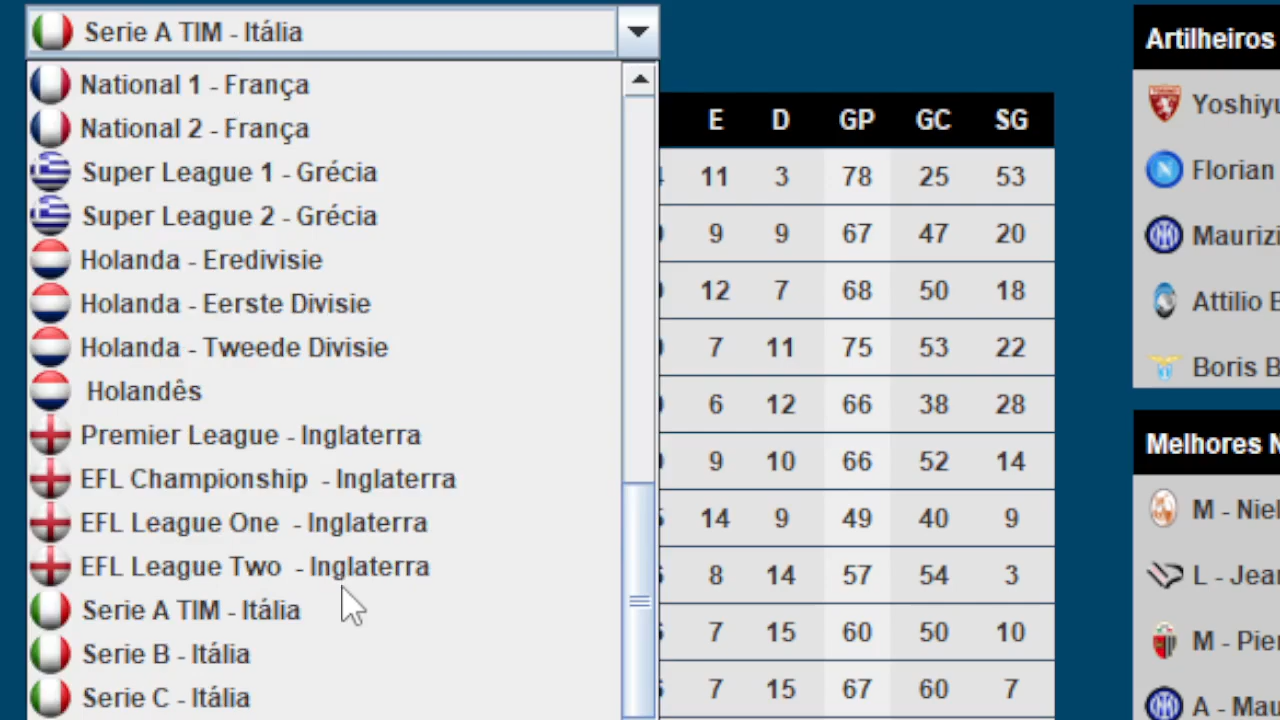 Serie A TIM - Itália
National 1 - França
National 2 - França
Super League 1 - Grécia
Super League 2 - Grécia
Holanda - Eredivisie
Holanda - Eerste Divisie
Holanda - Tweede Divisie
Holandês
Premier League - Inglaterra
EFL Championship - Inglaterra
EFL League One - Inglaterra
EFL League Two - Inglaterra
Serie A TIM - Itália
Serie B - Itália
Serie C - Itália
E D GP GC SG
11 3 78 25 53
9 9 67 47 20
12 7 68 50 18
7 11 75 53 22
6 12 66 38 28
9 10 66 52 14
14 9 49 40 9
8 14 57 54 3
7 15 60 50 10
7 15 67 60 7
Artilheiros
Florian
Attilio
Boris B
Melhores
M -
L -
M -
A -